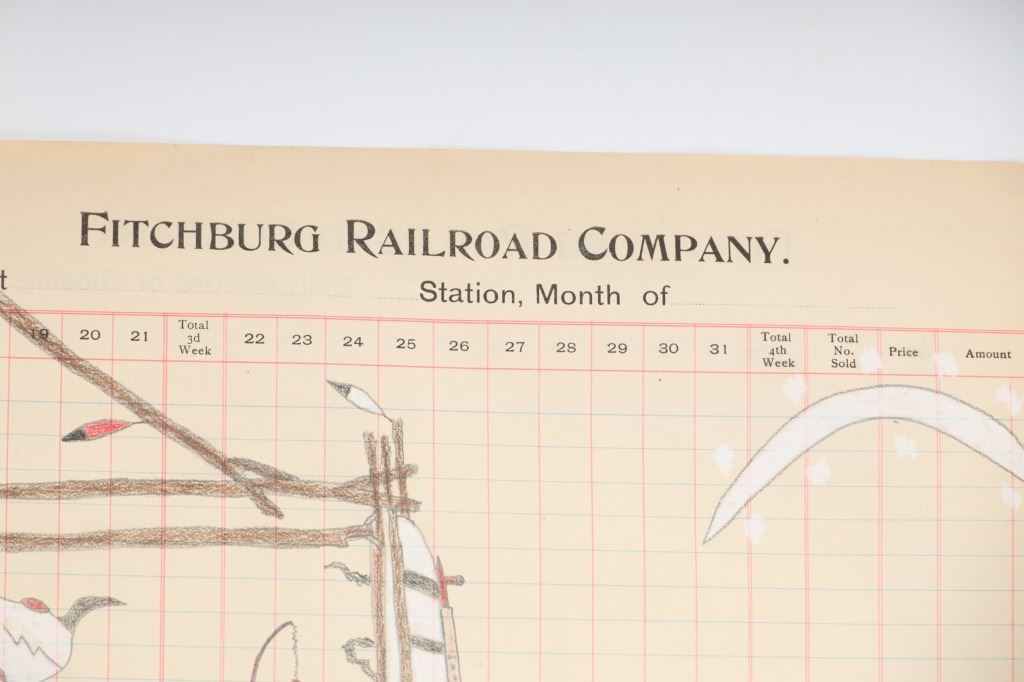 FITCHBURG RAILROAD COMPANY.
Station, Month of
19 20 21 Total 3d Week 22 23 24 25 26 27 28 29 30 31 Total 4th Week Total No. Sold Price Amount